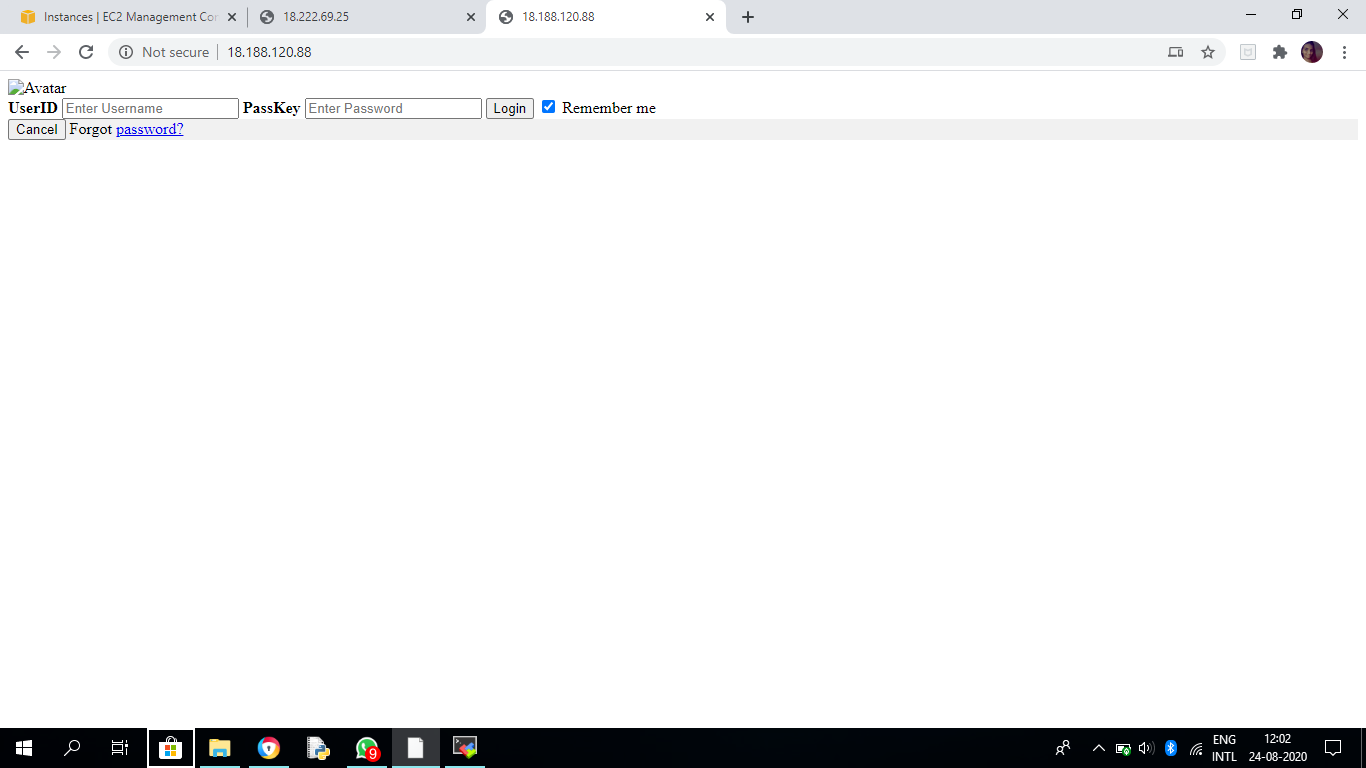 Instances | EC2 Management Con
18.222.69.25
18.188.120.88
Not secure
18.188.120.88
Avatar
UserID Enter Username PassKey Enter Password Login Remember me
Cancel Forgot password?
9
ENG
INTL
12:02
24-08-2020